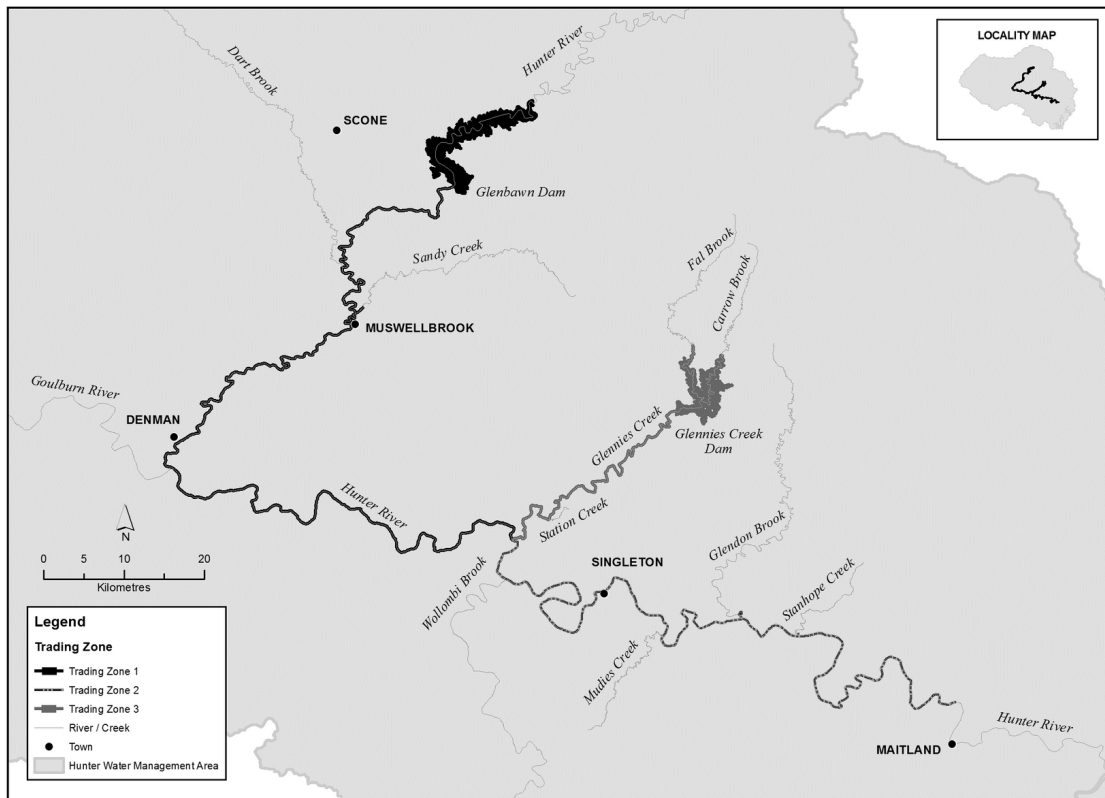 LOCALITY MAP
Hunter River
Dart Brook
SCONE
Glenbawn Dam
Sandy Creek
Fal Brook
Carrow Brook
MUSWELLBROOK
Goulburn River
DENMAN
Glennies Creek
Glennies Creek
Dam
Hunter River
Station Creek
Glendon Brook
N
0 5 10 20
Kilometres
SINGLETON
Wollombi Brook
Stanhope Creek
Mudies Creek
Hunter River
MAITLAND
Legend
Trading Zone
Trading Zone 1
Trading Zone 2
Trading Zone 3
River / Creek
Town
Hunter Water Management Area